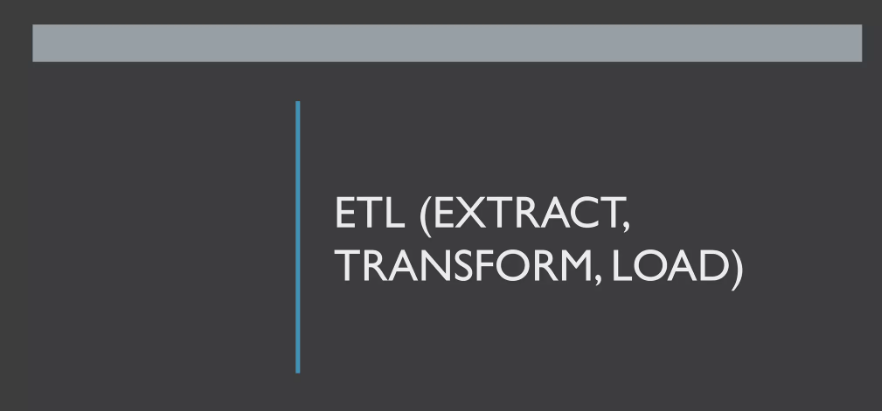 ETL (EXTRACT,
TRANSFORM, LOAD)